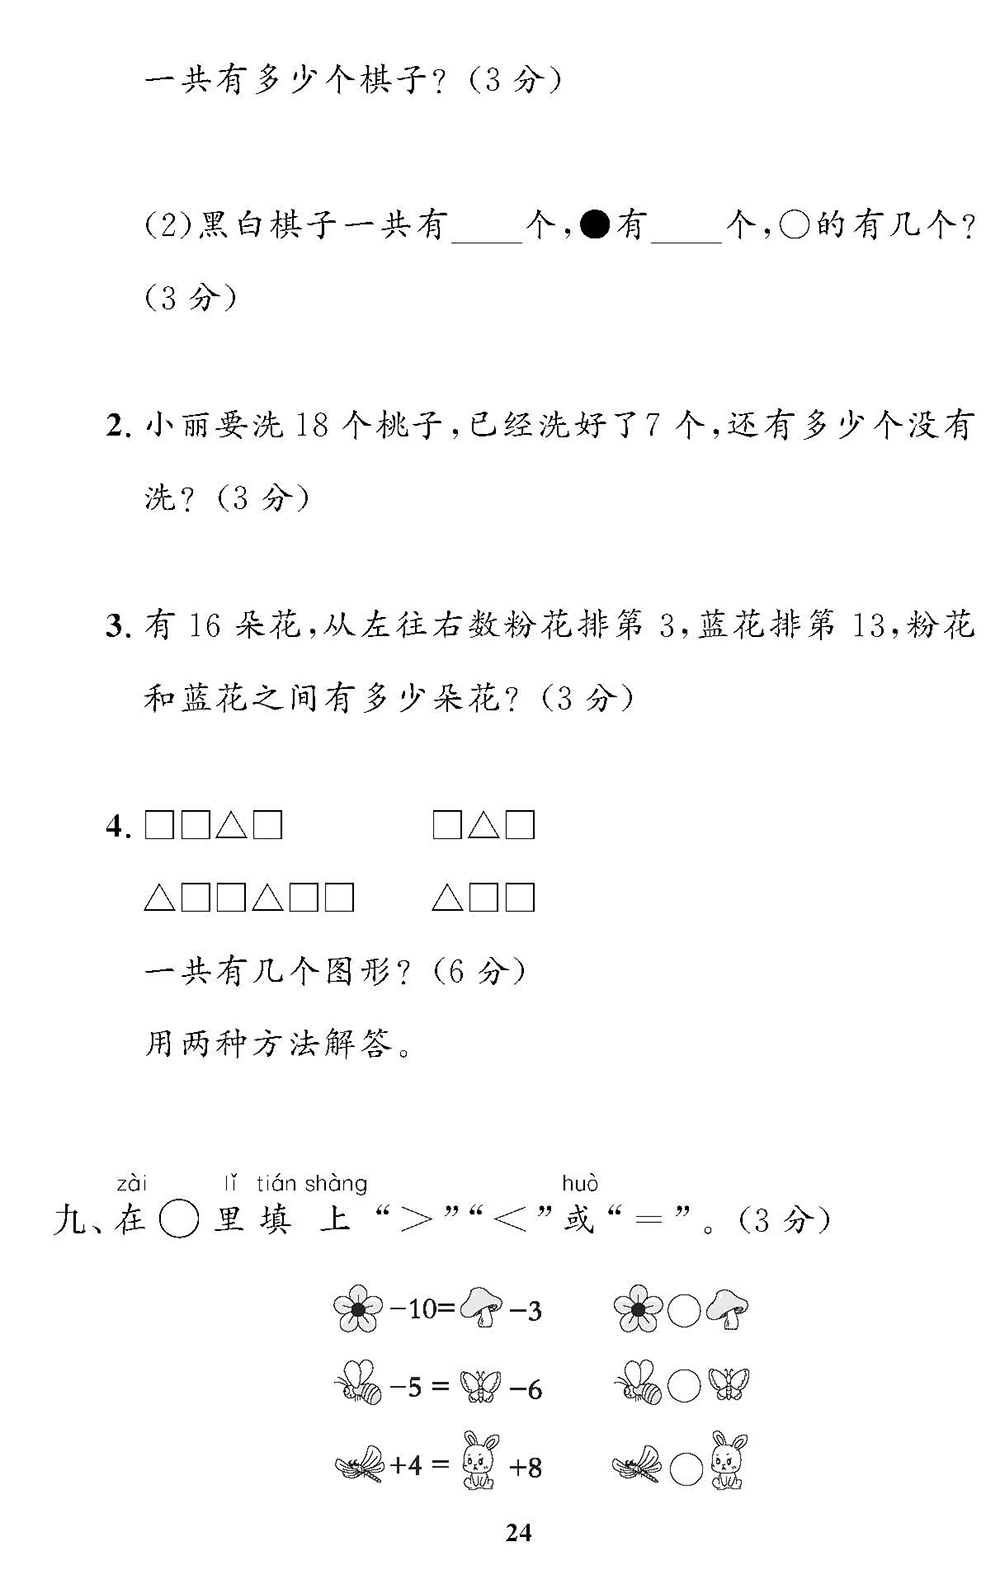 一共有多少个棋子?(3分)
(2)黑白棋子一共有____个,●有____个,○的有几个?
(3分)
2. 小丽要洗18个桃子,已经洗好了7个,还有多少个没有
洗?(3分)
3. 有16朵花,从左往右数粉花排第3,蓝花排第13,粉花
和蓝花之间有多少朵花?(3分)
4. □□△□ □△□
△□□△□□ △□□
一共有几个图形?(6分)
用两种方法解答。
zài lǐ tián shàng huò
九、在○里填上“>”“<”或“=”。(3分)
−10= −3 ○
−5 = −6 ○
+4 = +8 ○
24